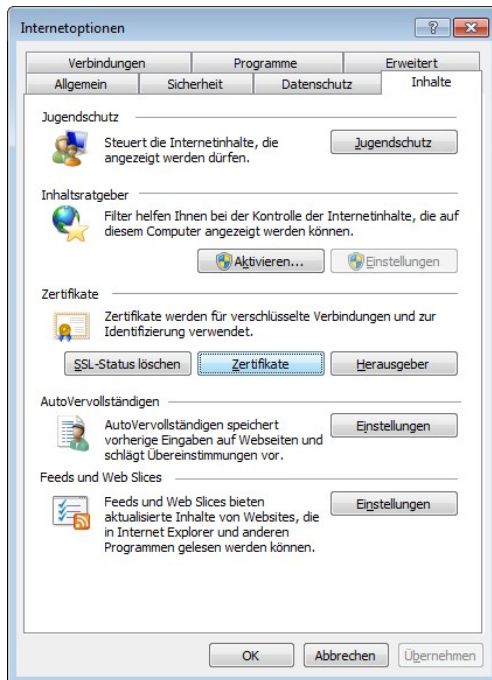 Internetoptionen
Verbindungen Programme Erweitert
Allgemein Sicherheit Datenschutz Inhalte
Jugendschutz
Steuert die Internetinhalte, die
angezeigt werden dürfen.
Jugendschutz
Inhaltsratgeber
Filter helfen Ihnen bei der Kontrolle der Internetinhalte, die auf
diesem Computer angezeigt werden können.
Aktivieren... Einstellungen
Zertifikate
Zertifikate werden für verschlüsselte Verbindungen und zur
Identifizierung verwendet.
SSL-Status löschen Zertifikate Herausgeber
AutoVervollständigen
AutoVervollständigen speichert
vorherige Eingaben auf Webseiten und
schlägt Übereinstimmungen vor.
Einstellungen
Feeds und Web Slices
Feeds und Web Slices bieten
aktualisierte Inhalte von Websites, die
in Internet Explorer und anderen
Programmen gelesen werden können.
Einstellungen
OK Abbrechen Übernehmen